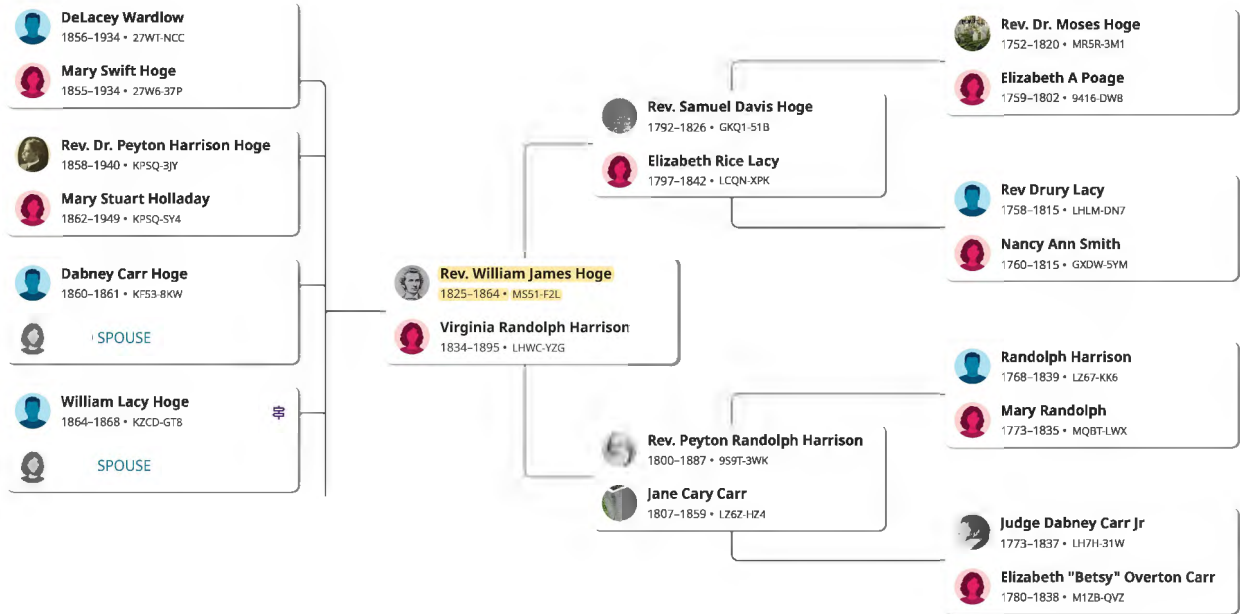 DeLacey Wardlow
1856–1934 • 27WT-NCC
Mary Swift Hoge
1855–1934 • 27W6-37P
Rev. Dr. Peyton Harrison Hoge
1858–1940 • KPSQ-3JY
Mary Stuart Holladay
1862–1949 • KPSQ-SY4
Dabney Carr Hoge
1860–1861 • KF53-8KW
SPOUSE
William Lacy Hoge
1864–1868 • KZCD-GT8
SPOUSE
Rev. William James Hoge
1825–1864 • MS51-F2L
Virginia Randolph Harrison
1834–1895 • LHWC-YZG
Rev. Samuel Davis Hoge
1792–1826 • GKQ1-51B
Elizabeth Rice Lacy
1797–1842 • LCQN-XPK
Rev. Peyton Randolph Harrison
1800–1887 • 9S9T-3WK
Jane Cary Carr
1807–1859 • LZ6Z-HZ4
Rev. Dr. Moses Hoge
1752–1820 • MR5R-3M1
Elizabeth A Poage
1759–1802 • 9416-DWB
Rev Drury Lacy
1758–1815 • LHLM-DN7
Nancy Ann Smith
1760–1815 • GXDW-5YM
Randolph Harrison
1768–1839 • LZ67-KK6
Mary Randolph
1773–1835 • MQBT-LWX
Judge Dabney Carr Jr
1773–1837 • LH7H-31W
Elizabeth "Betsy" Overton Carr
1780–1838 • M1ZB-QVZ